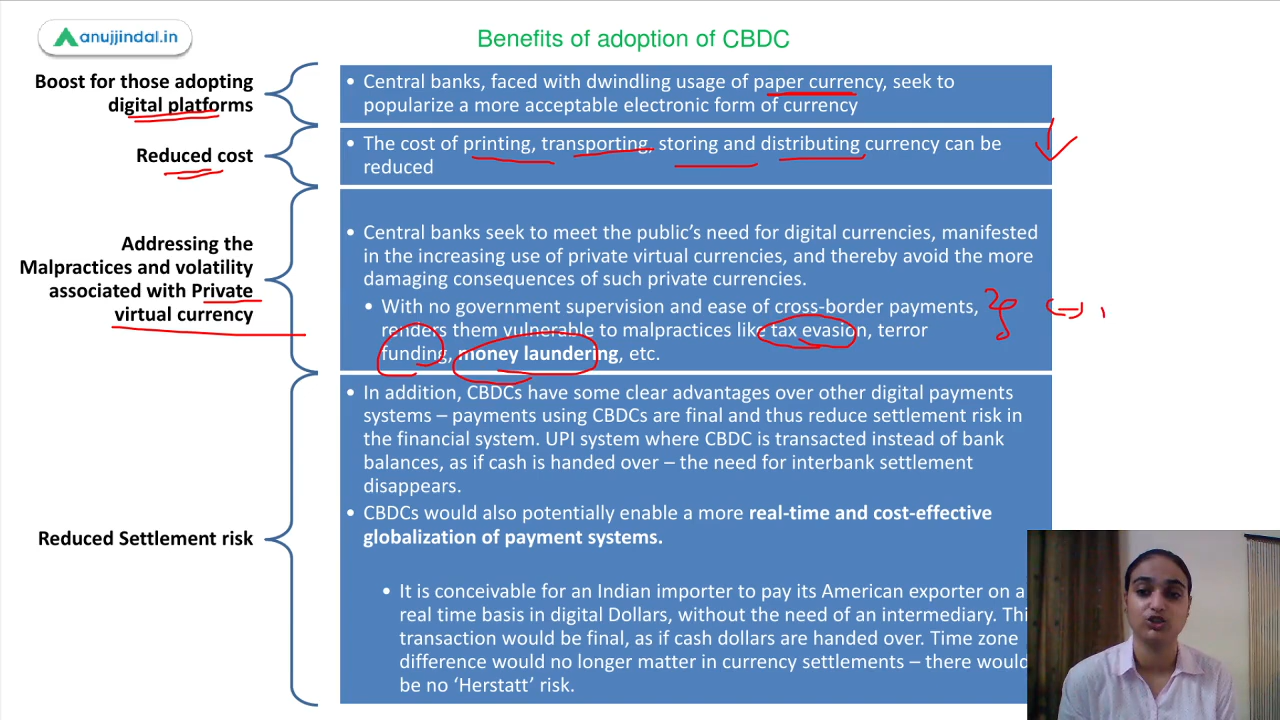 anujjindal.in
Benefits of adoption of CBDC
Boost for those adopting
digital platforms
• Central banks, faced with dwindling usage of paper currency, seek to
popularize a more acceptable electronic form of currency
Reduced cost
• The cost of printing, transporting, storing and distributing currency can be
reduced
Addressing the
Malpractices and volatility
associated with Private
virtual currency
• Central banks seek to meet the public's need for digital currencies, manifested
in the increasing use of private virtual currencies, and thereby avoid the more
damaging consequences of such private currencies.
• With no government supervision and ease of cross-border payments,
renders them vulnerable to malpractices like tax evasion, terror
funding, money laundering, etc.
Reduced Settlement risk
• In addition, CBDCs have some clear advantages over other digital payments
systems – payments using CBDCs are final and thus reduce settlement risk in
the financial system. UPI system where CBDC is transacted instead of bank
balances, as if cash is handed over – the need for interbank settlement
disappears.
• CBDCs would also potentially enable a more real-time and cost-effective
globalization of payment systems.
• It is conceivable for an Indian importer to pay its American exporter on a
real time basis in digital Dollars, without the need of an intermediary. Thi
transaction would be final, as if cash dollars are handed over. Time zone
difference would no longer matter in currency settlements – there would
be no 'Herstatt' risk.